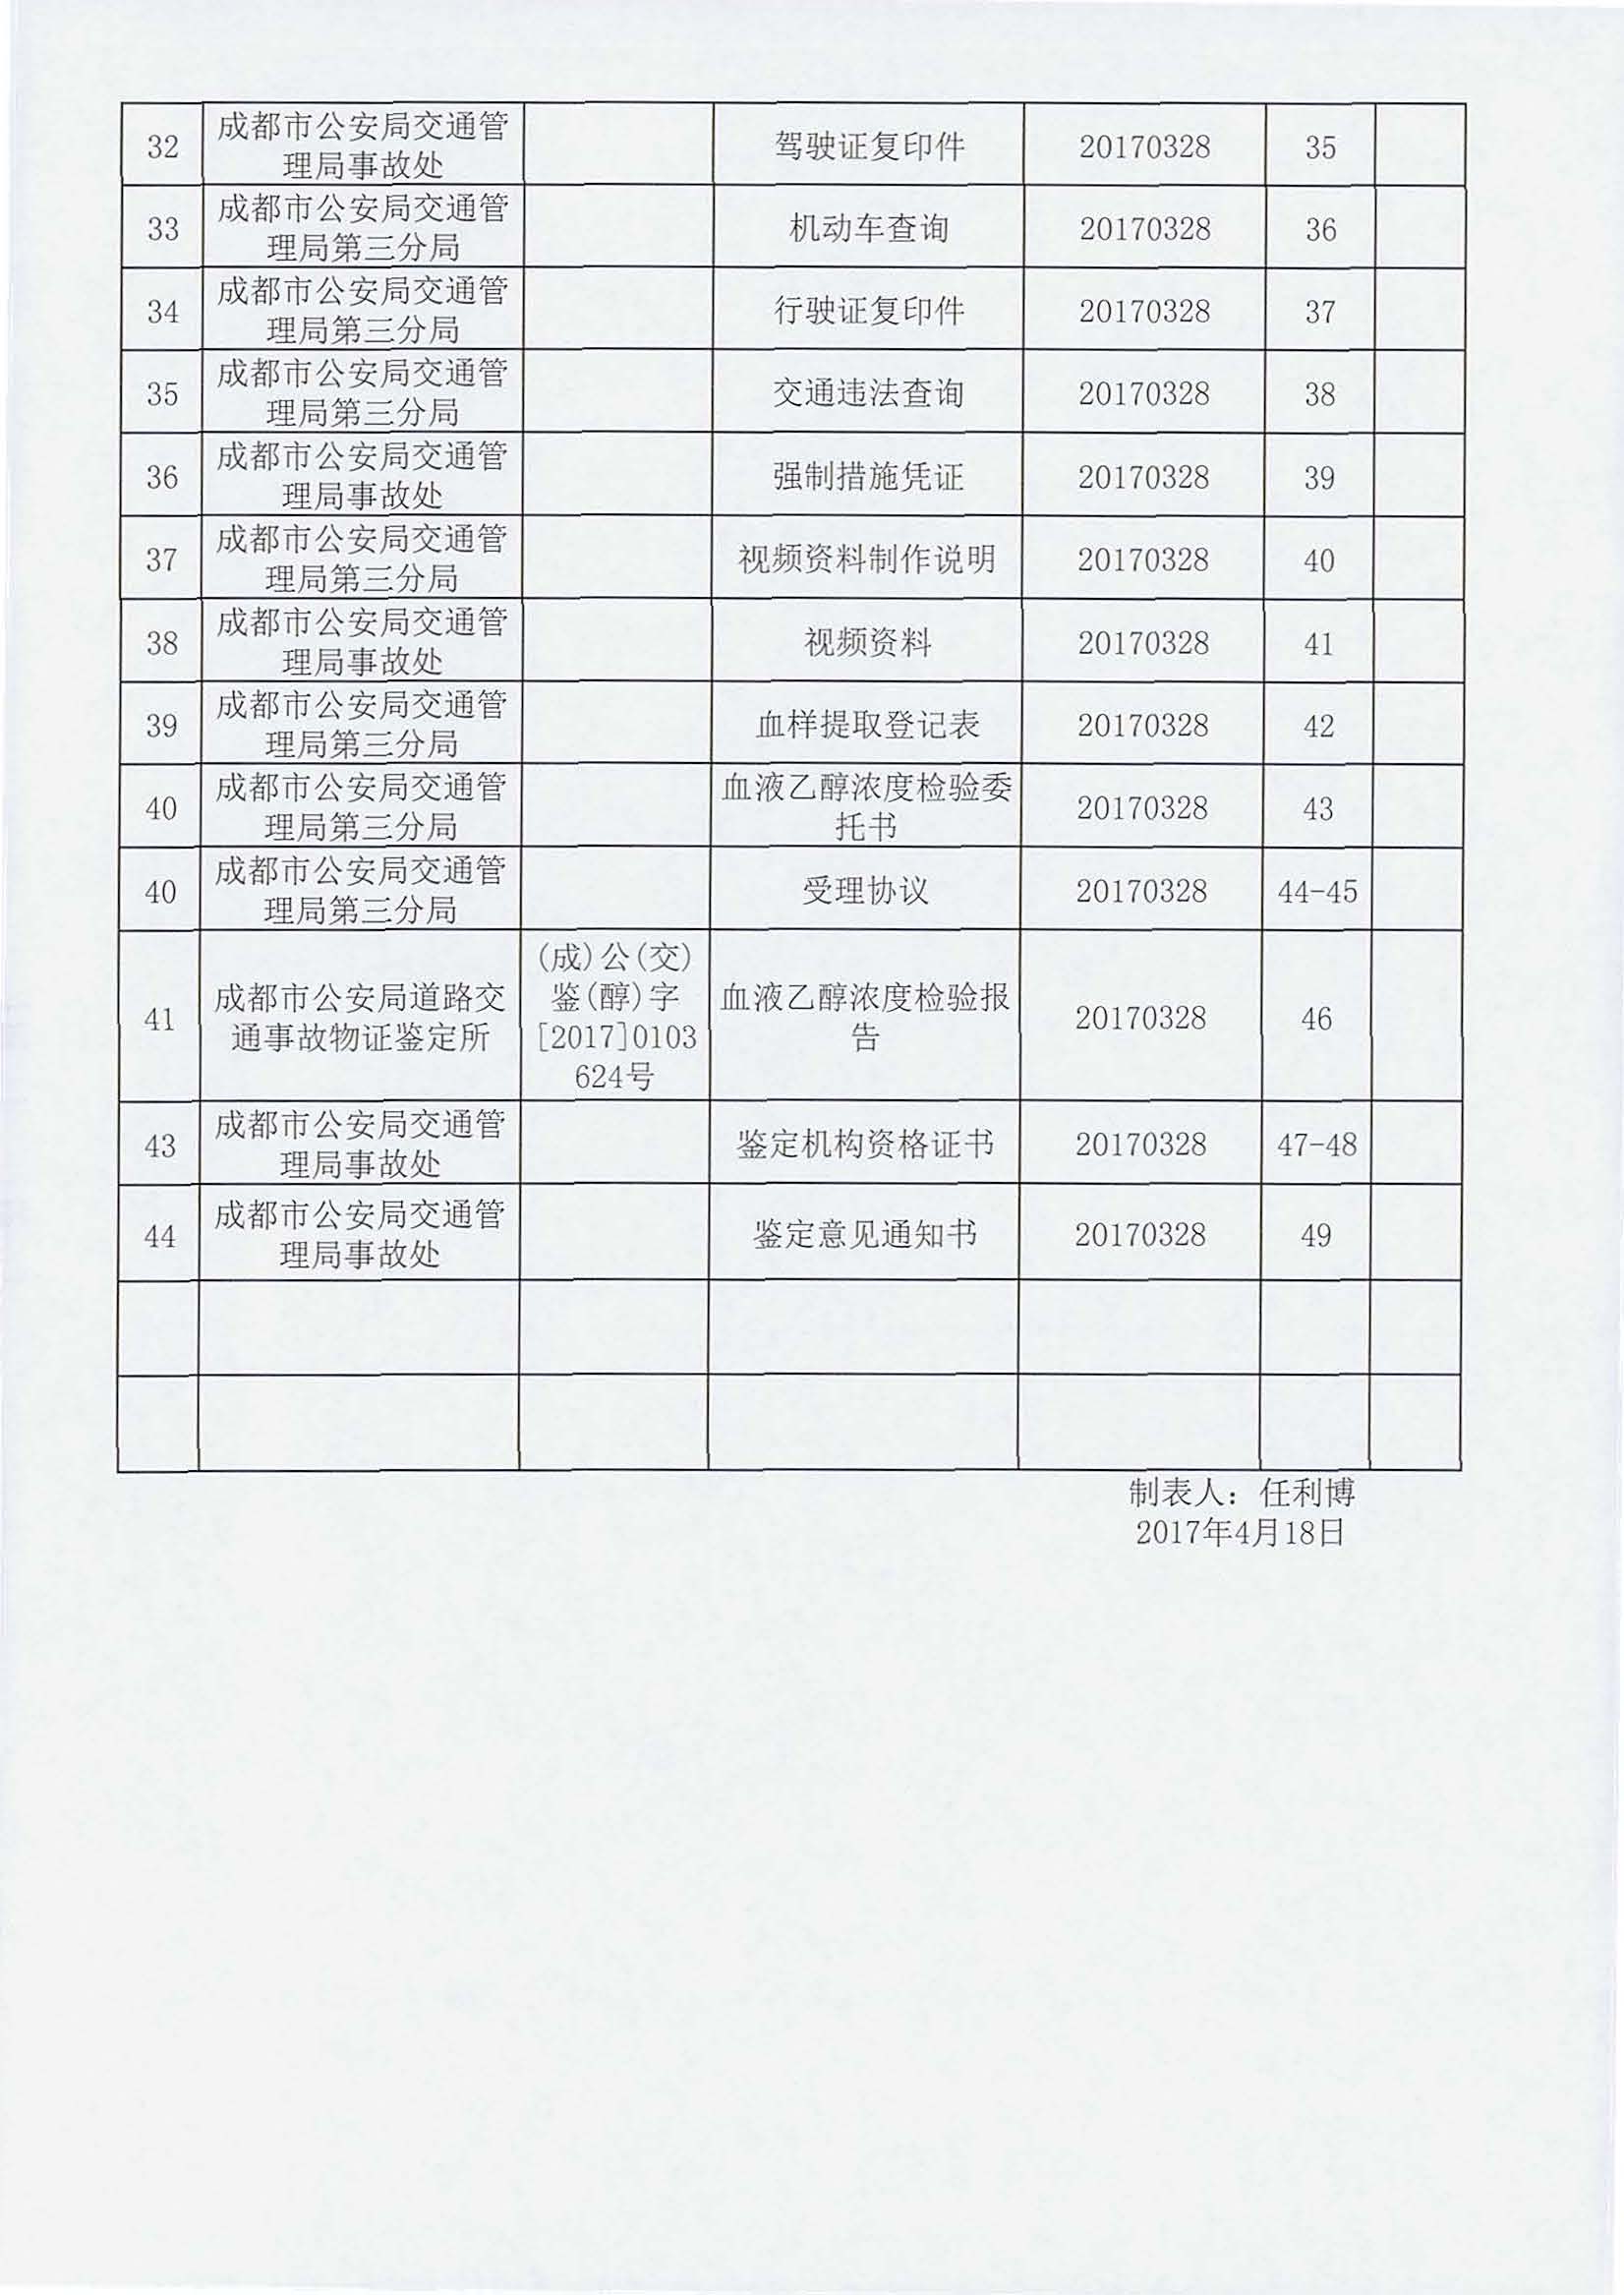 32 成都市公安局交通管理局事故处 驾驶证复印件 20170328 35
33 成都市公安局交通管理局第三分局 机动车查询 20170328 36
34 成都市公安局交通管理局第三分局 行驶证复印件 20170328 37
35 成都市公安局交通管理局第三分局 交通违法查询 20170328 38
36 成都市公安局交通管理局事故处 强制措施凭证 20170328 39
37 成都市公安局交通管理局第三分局 视频资料制作说明 20170328 40
38 成都市公安局交通管理局事故处 视频资料 20170328 41
39 成都市公安局交通管理局第三分局 血样提取登记表 20170328 42
40 成都市公安局交通管理局第三分局 血液乙醇浓度检验委托书 20170328 43
40 成都市公安局交通管理局第三分局 受理协议 20170328 44-45
41 成都市公安局道路交通事故物证鉴定所 (成)公(交)鉴(醇)字[2017]0103624号 血液乙醇浓度检验报告 20170328 46
43 成都市公安局交通管理局事故处 鉴定机构资格证书 20170328 47-48
44 成都市公安局交通管理局事故处 鉴定意见通知书 20170328 49
制表人：任利博
2017年4月18日